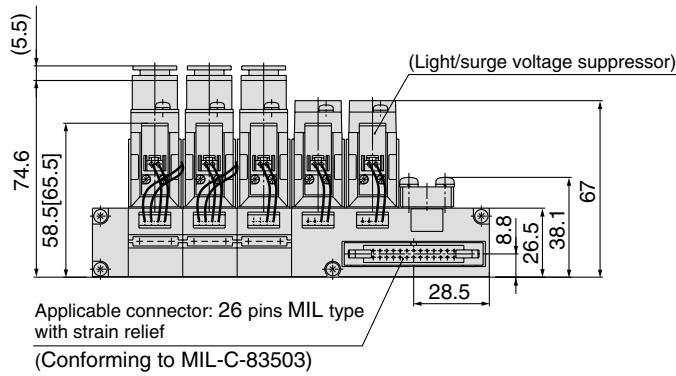 (5.5)
74.6
58.5[65.5]
(Light/surge voltage suppressor)
67
38.1
26.5
8.8
28.5
Applicable connector: 26 pins MIL type
with strain relief
(Conforming to MIL-C-83503)